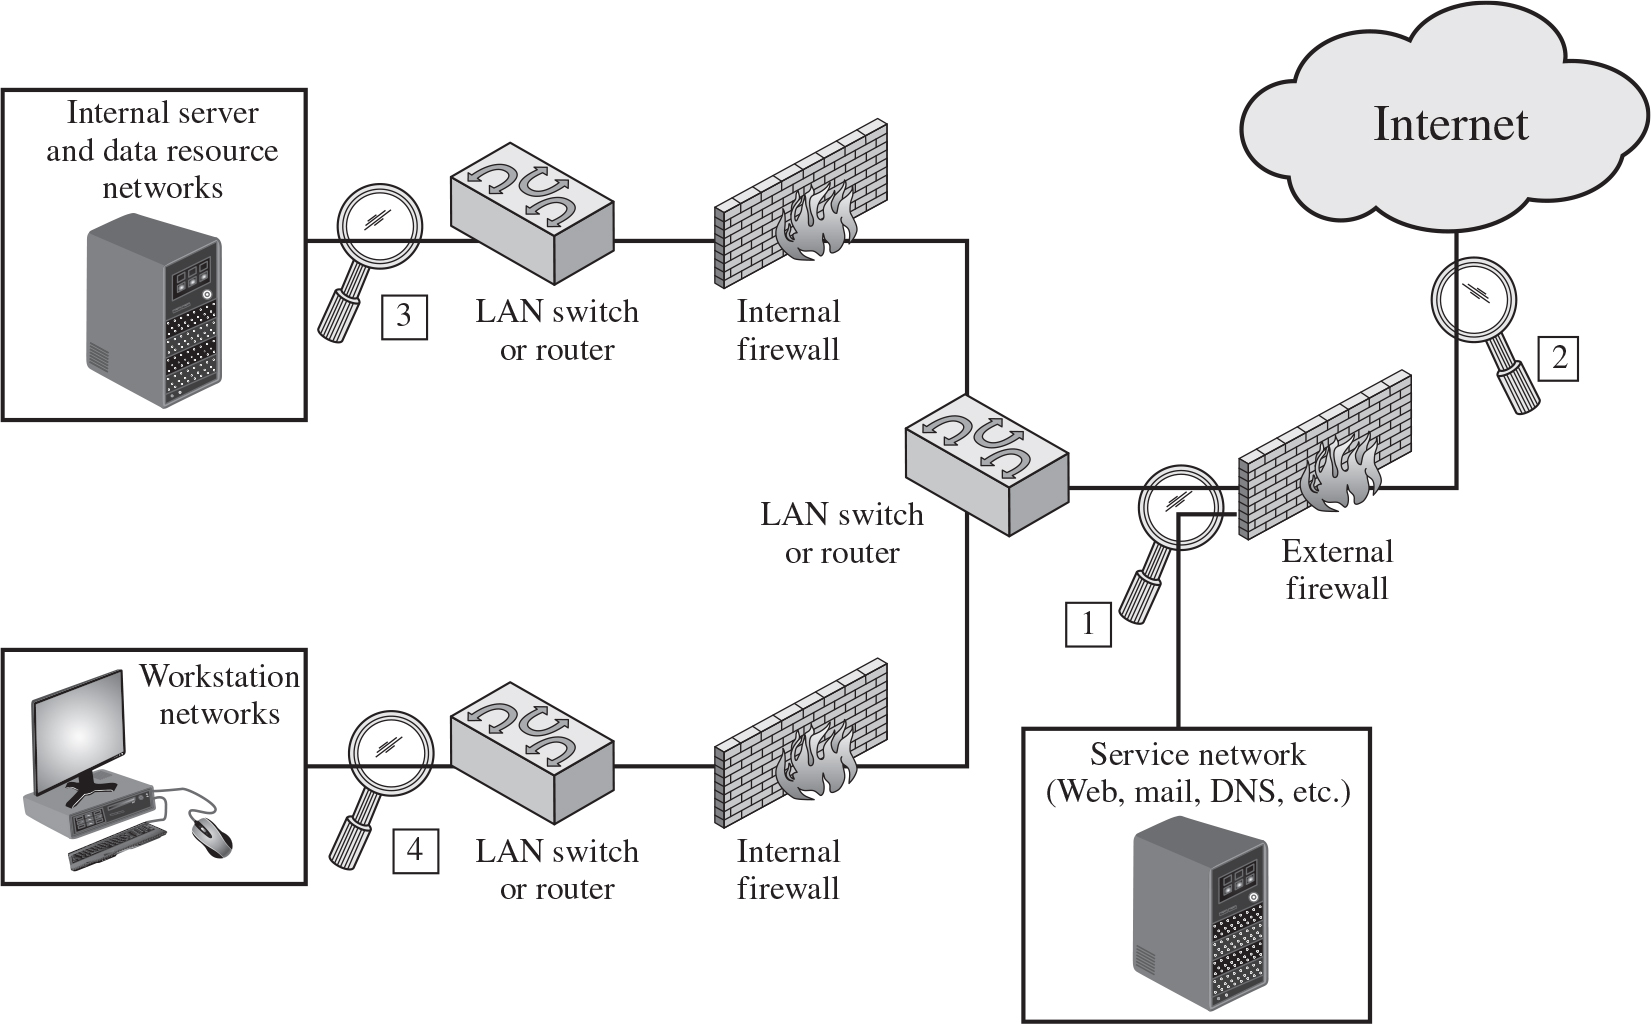 Internet
Internal server
and data resource
networks
3
LAN switch
or router
Internal
firewall
2
LAN switch
or router
External
firewall
1
Workstation
networks
4
LAN switch
or router
Internal
firewall
Service network
(Web, mail, DNS, etc.)